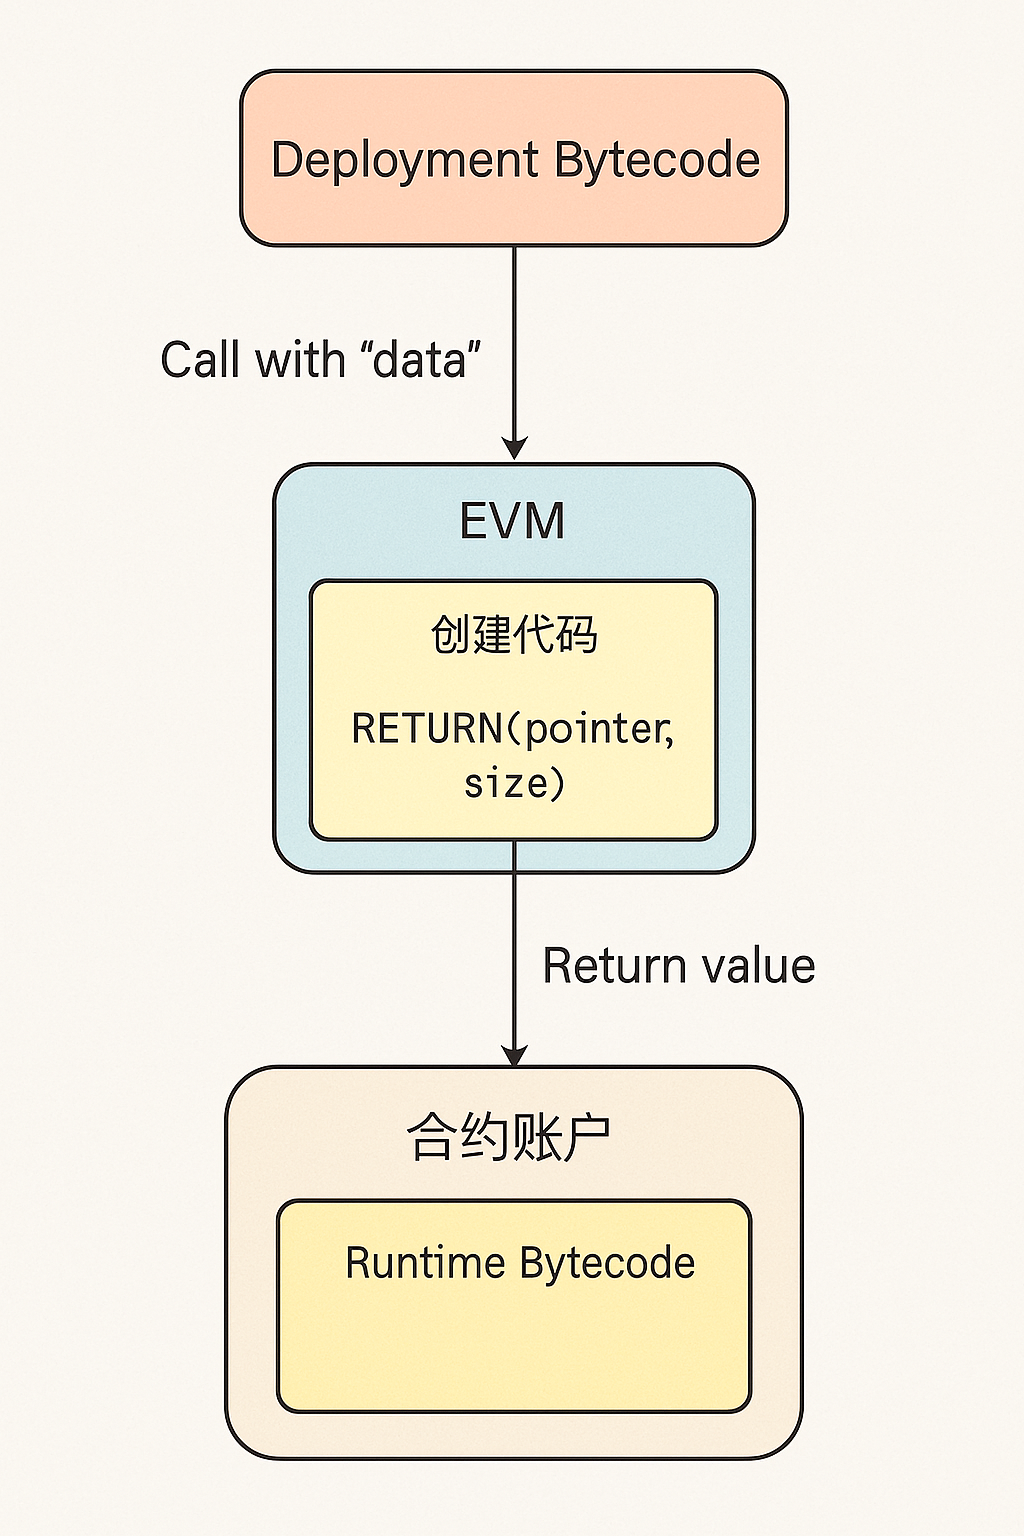 Deployment Bytecode
Call with “data”
EVM
创建代码
RETURN(pointer,
size)
Return value
合约账户
Runtime Bytecode